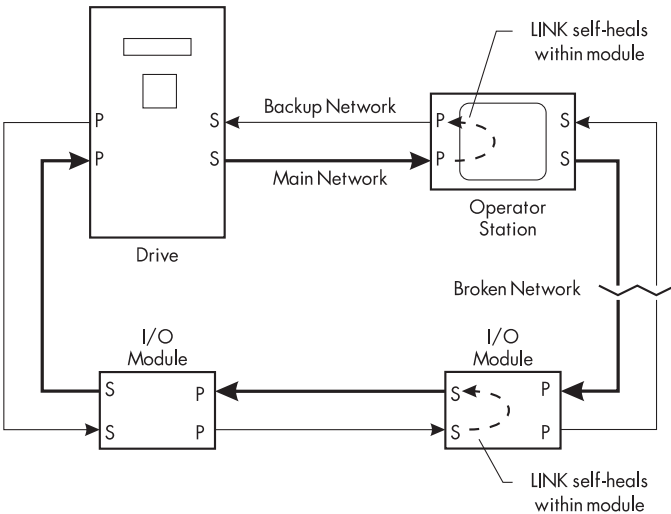 LINK self-heals
within module
Backup Network
P
S
P
S
P
S
P
S
Main Network
Operator
Station
Drive
Broken Network
I/O
Module
I/O
Module
S
P
S
P
S
P
S
P
LINK self-heals
within module